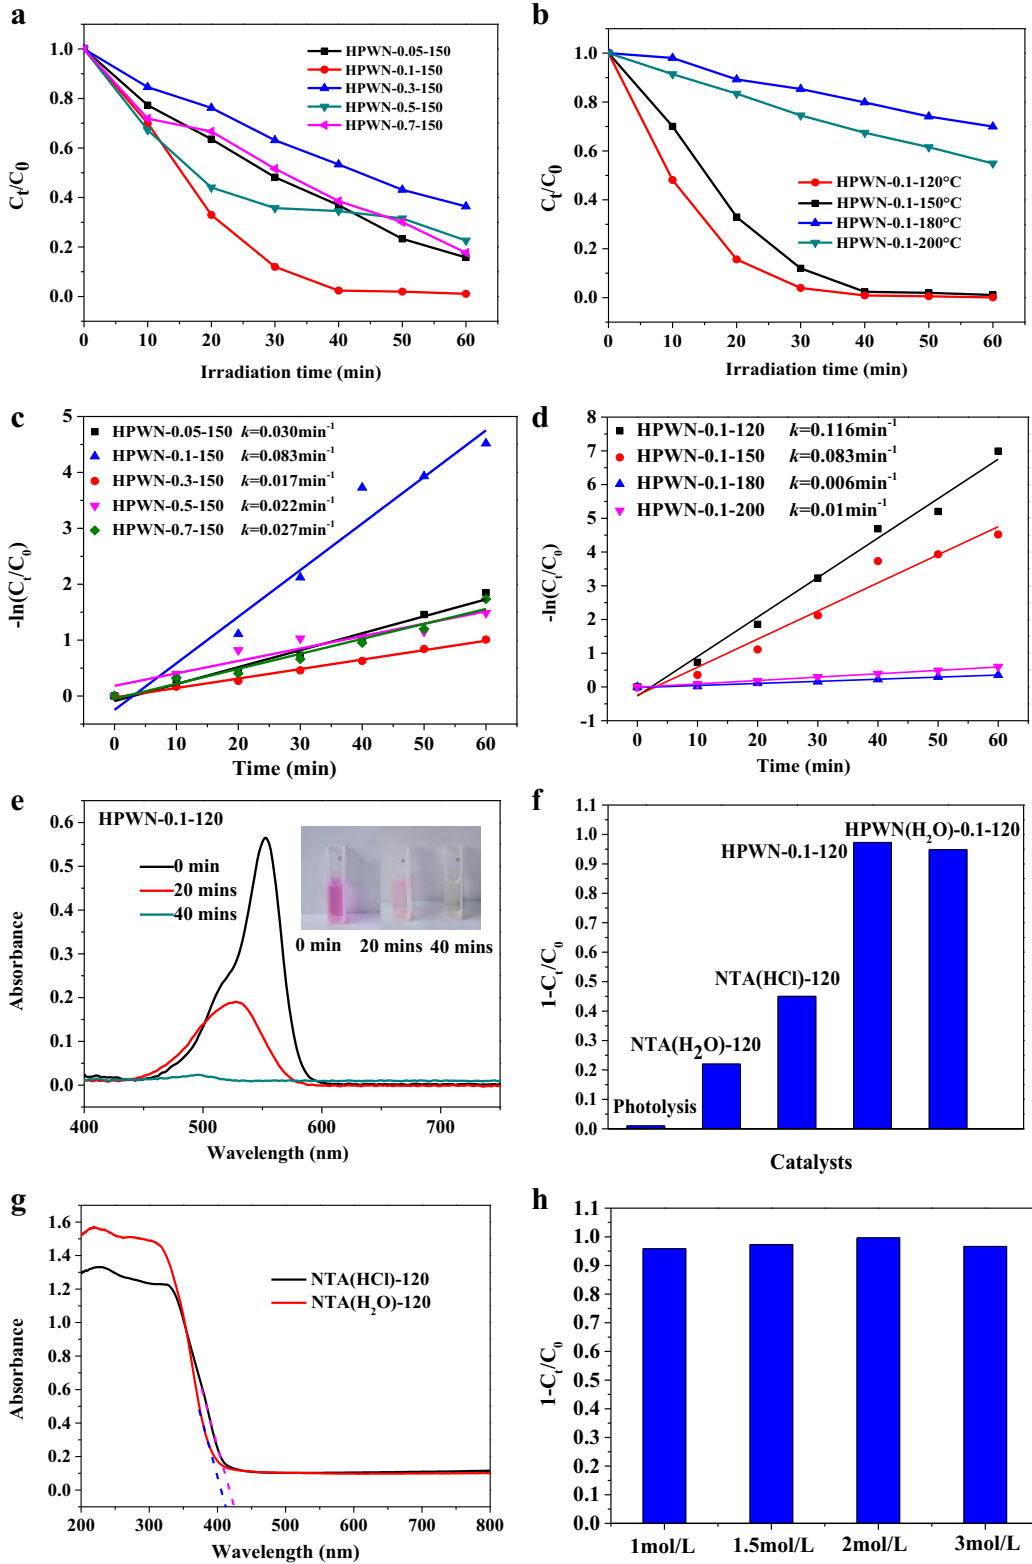 a
1.0
0.8
0.6
0.4
0.2
0.0
Ct/C0
0 10 20 30 40 50 60
Irradiation time (min)
HPWN-0.05-150
HPWN-0.1-150
HPWN-0.3-150
HPWN-0.5-150
HPWN-0.7-150
b
1.0
0.8
0.6
0.4
0.2
0.0
Ct/C0
0 10 20 30 40 50 60
Irradiation time (min)
HPWN-0.1-120°C
HPWN-0.1-150°C
HPWN-0.1-180°C
HPWN-0.1-200°C
c
5
4
3
2
1
0
-ln(Ct/C0)
0 10 20 30 40 50 60
Time (min)
HPWN-0.05-150 k=0.030min-1
HPWN-0.1-150 k=0.083min-1
HPWN-0.3-150 k=0.017min-1
HPWN-0.5-150 k=0.022min-1
HPWN-0.7-150 k=0.027min-1
d
8
7
6
5
4
3
2
1
0
-1
-ln(Ct/C0)
0 10 20 30 40 50 60
Time (min)
HPWN-0.1-120 k=0.116min-1
HPWN-0.1-150 k=0.083min-1
HPWN-0.1-180 k=0.006min-1
HPWN-0.1-200 k=0.01min-1
e
HPWN-0.1-120
0.6
0.5
0.4
0.3
0.2
0.1
0.0
Absorbance
400 500 600 700
Wavelength (nm)
0 min
20 mins
40 mins
0 min 20 mins 40 mins
f
1.1
1.0
0.9
0.8
0.7
0.6
0.5
0.4
0.3
0.2
0.1
0.0
1-Ct/C0
Photolysis
NTA(H2O)-120
NTA(HCl)-120
HPWN-0.1-120
HPWN(H2O)-0.1-120
Catalysts
g
1.6
1.4
1.2
1.0
0.8
0.6
0.4
0.2
0.0
Absorbance
200 300 400 500 600 700 800
Wavelength (nm)
NTA(HCl)-120
NTA(H2O)-120
h
1.1
1.0
0.9
0.8
0.7
0.6
0.5
0.4
0.3
0.2
0.1
0.0
1-Ct/C0
1mol/L 1.5mol/L 2mol/L 3mol/L